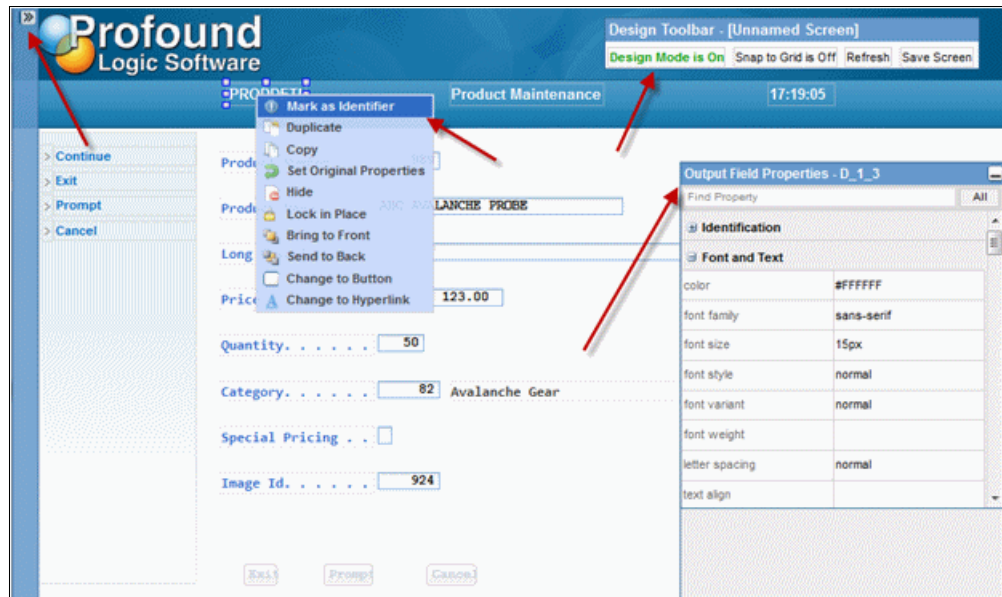 »
Profound
Logic Software
Design Toolbar - [Unnamed Screen]
Design Mode is On Snap to Grid is Off Refresh Save Screen
Product Maintenance 17:19:05
Mark as Identifier
Duplicate
Copy
Set Original Properties
Hide
Lock in Place
Bring to Front
Send to Back
Change to Button
Change to Hyperlink
> Continue
> Exit
> Prompt
> Cancel
AVALANCHE PROBE
Long
Price 123.00
Quantity. . . . . . 50
Category. . . . . . 82 Avalanche Gear
Special Pricing . .
Image Id. . . . . . 924
Exit Prompt Cancel
Output Field Properties - D_1_3
Find Property All
Identification
Font and Text
color #FFFFFF
font family sans-serif
font size 15px
font style normal
font variant normal
font weight
letter spacing normal
text align